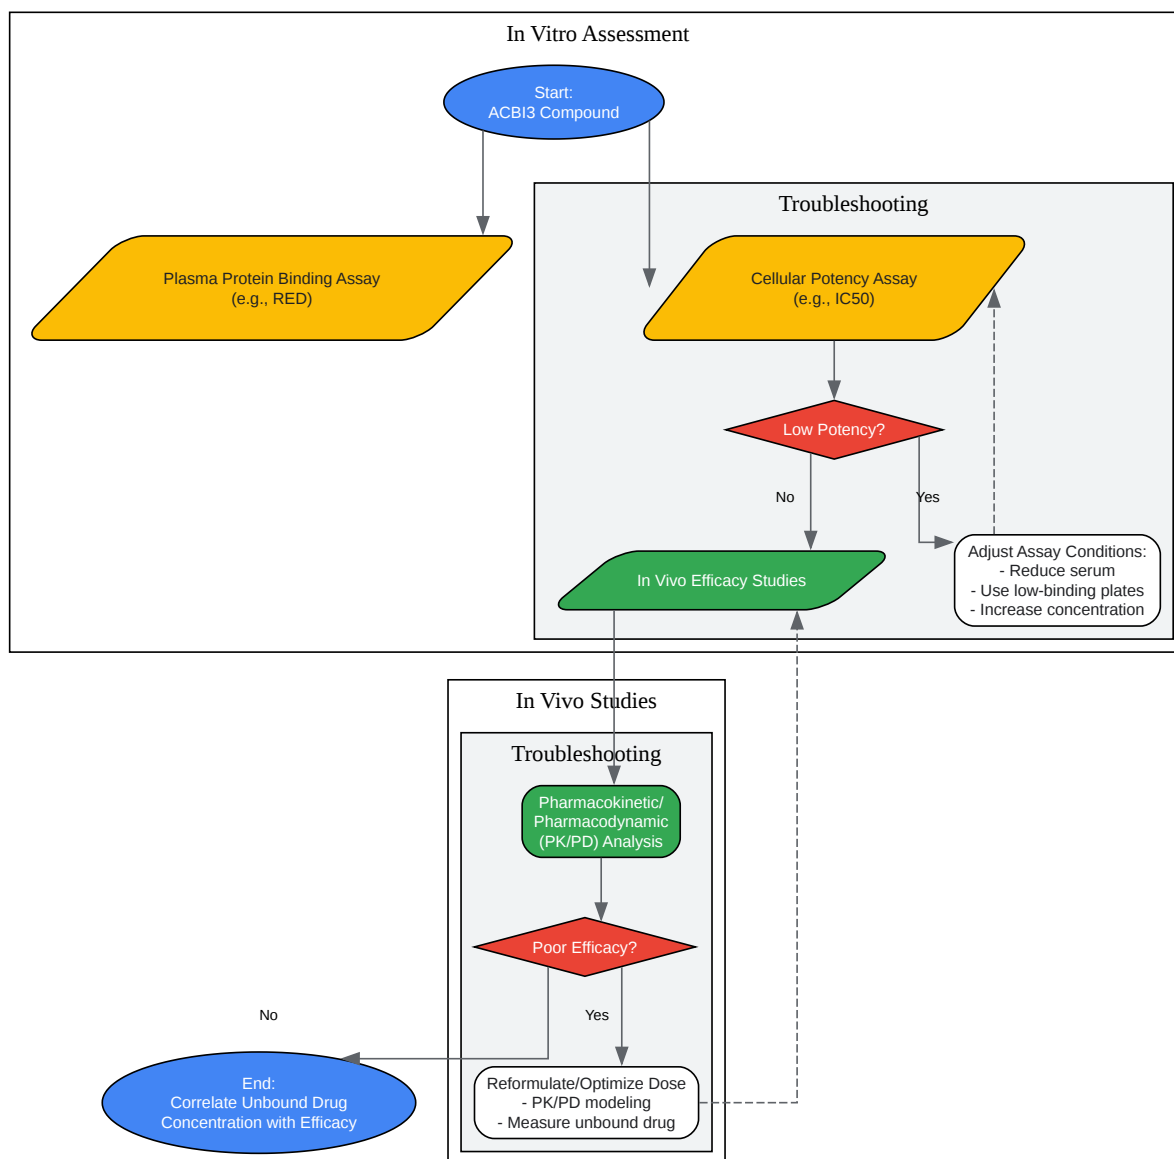 In Vitro Assessment
Start:
ACBI3 Compound
Troubleshooting
Plasma Protein Binding Assay
(e.g., RED)
Cellular Potency Assay
(e.g., IC50)
Low Potency?
No
Yes
Adjust Assay Conditions:
- Reduce serum
- Use low-binding plates
- Increase concentration
In Vivo Efficacy Studies
In Vivo Studies
Troubleshooting
Pharmacokinetic/
Pharmacodynamic
(PK/PD) Analysis
Poor Efficacy?
No
Yes
End:
Correlate Unbound Drug
Concentration with Efficacy
Reformulate/Optimize Dose
- PK/PD modeling
- Measure unbound drug